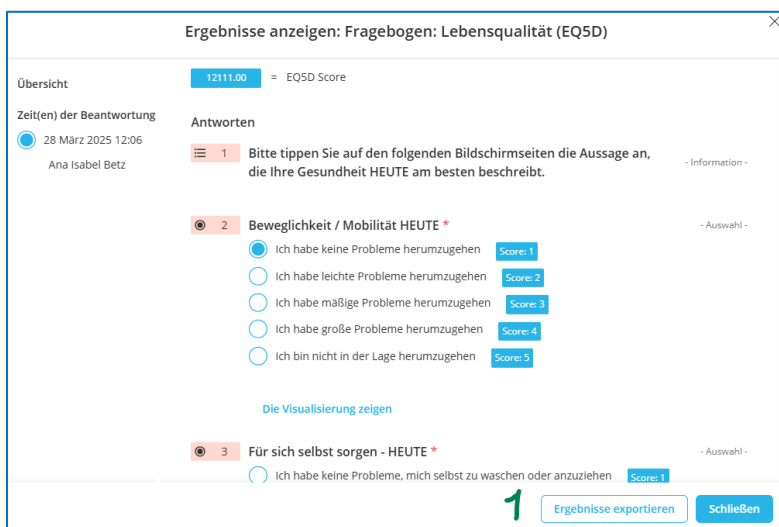 Ergebnisse anzeigen: Fragebogen: Lebensqualität (EQ5D)
Übersicht
Zeit(en) der Beantwortung
28 März 2025 12:06
Ana Isabel Betz
12111.00 = EQ5D Score
Antworten
1 Bitte tippen Sie auf den folgenden Bildschirmseiten die Aussage an,
die Ihre Gesundheit HEUTE am besten beschreibt.
- Information -
2 Beweglichkeit / Mobilität HEUTE * - Auswahl -
Ich habe keine Probleme herumzugehen Score: 1
Ich habe leichte Probleme herumzugehen Score: 2
Ich habe mäßige Probleme herumzugehen Score: 3
Ich habe große Probleme herumzugehen Score: 4
Ich bin nicht in der Lage herumzugehen Score: 5
Die Visualisierung zeigen
3 Für sich selbst sorgen - HEUTE * - Auswahl -
Ich habe keine Probleme, mich selbst zu waschen oder anzuziehen Score: 1
1 Ergebnisse exportieren Schließen